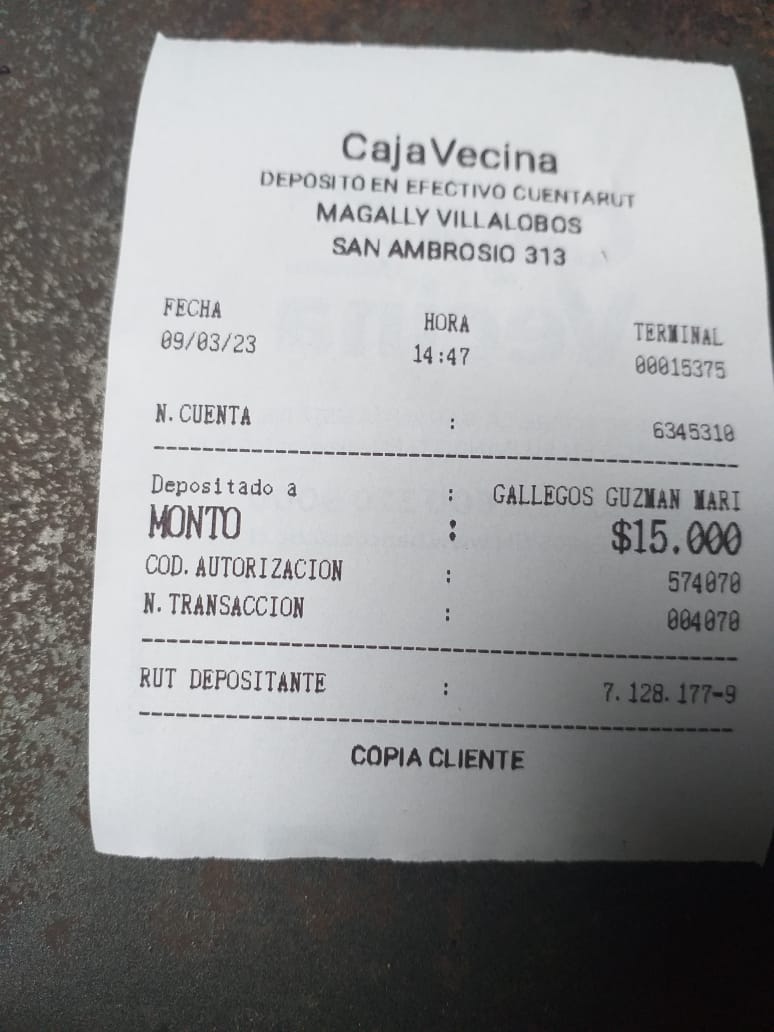 CajaVecina
DEPOSITO EN EFECTIVO CUENTARUT
MAGALLY VILLALOBOS
SAN AMBROSIO 313
FECHA HORA TERMINAL
09/03/23 14:47 00015375
N. CUENTA : 6345310
Depositado a : GALLEGOS GUZMAN MARI
MONTO : $15.000
COD. AUTORIZACION : 574070
N. TRANSACCION : 004070
RUT DEPOSITANTE : 7.128.177-9
COPIA CLIENTE